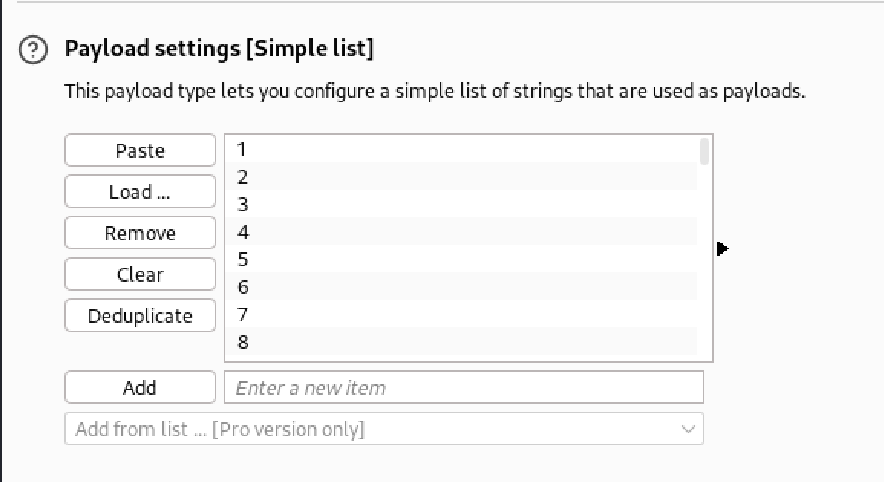 Payload settings [Simple list]
This payload type lets you configure a simple list of strings that are used as payloads.
Paste
Load ...
Remove
Clear
Deduplicate
1
2
3
4
5
6
7
8
Add
Enter a new item
Add from list ... [Pro version only]